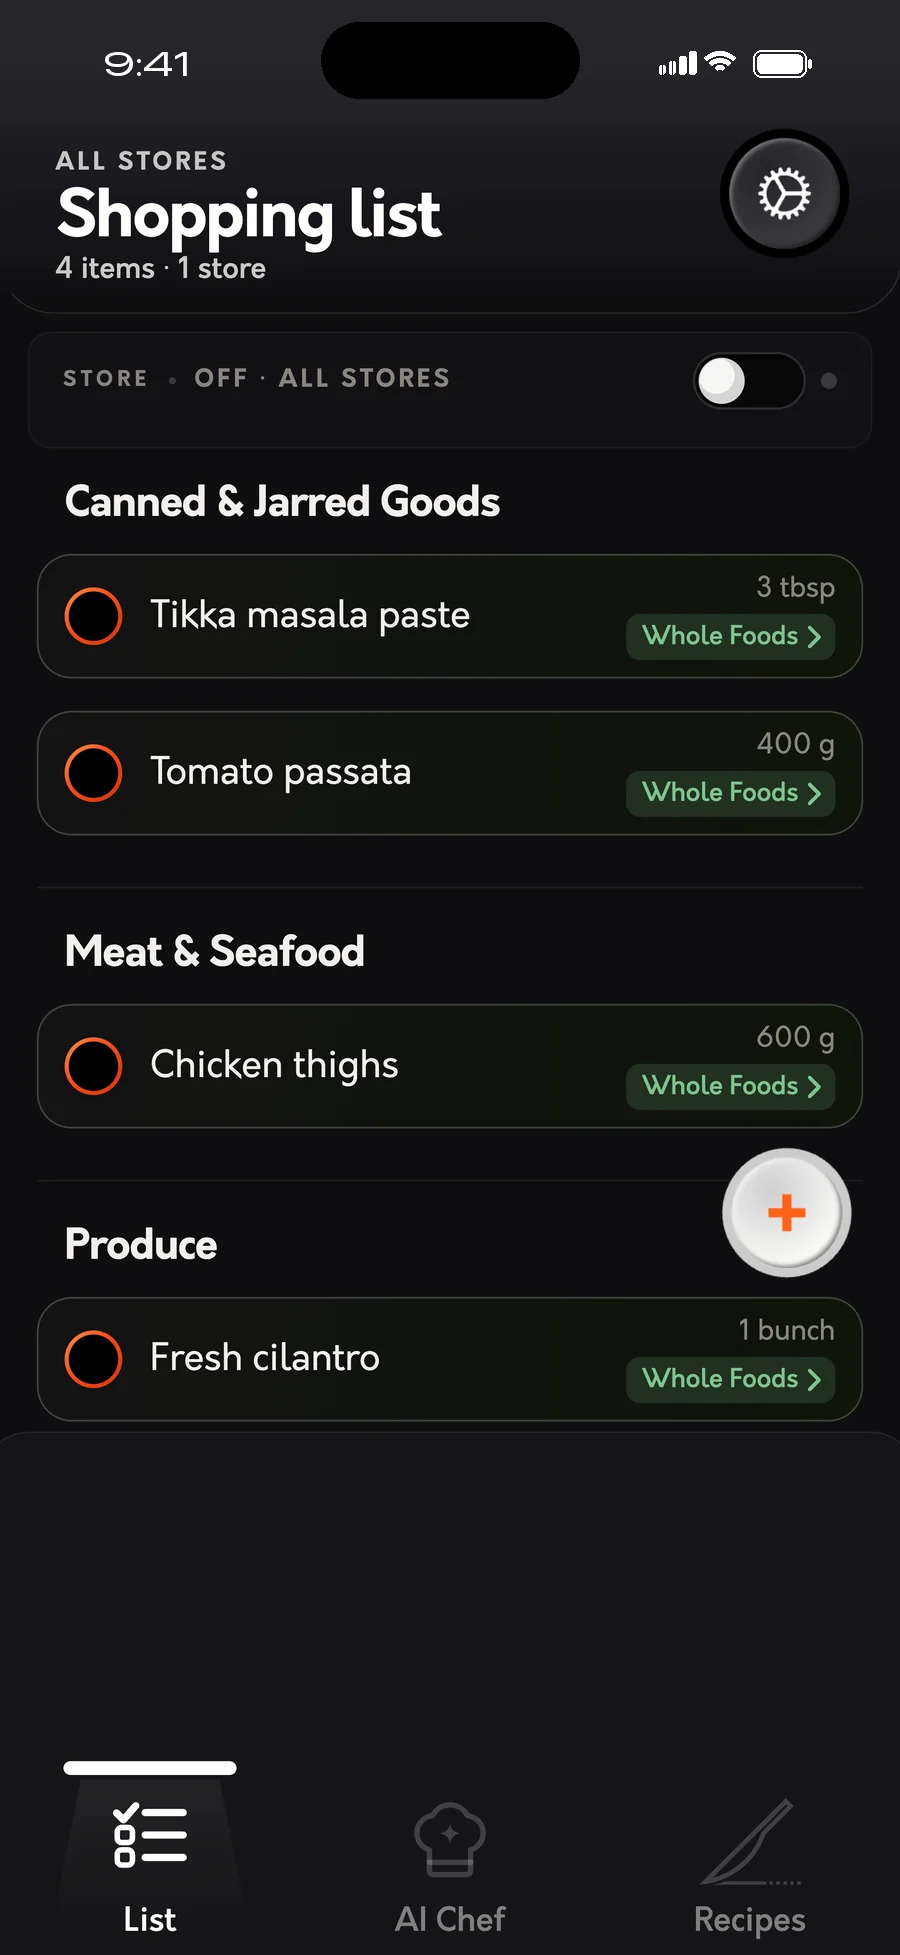 9:41
ALL STORES
Shopping list
4 items · 1 store
STORE • OFF · ALL STORES
Canned & Jarred Goods
Tikka masala paste
3 tbsp
Whole Foods
Tomato passata
400 g
Whole Foods
Meat & Seafood
Chicken thighs
600 g
Whole Foods
Produce
Fresh cilantro
1 bunch
Whole Foods
List
AI Chef
Recipes